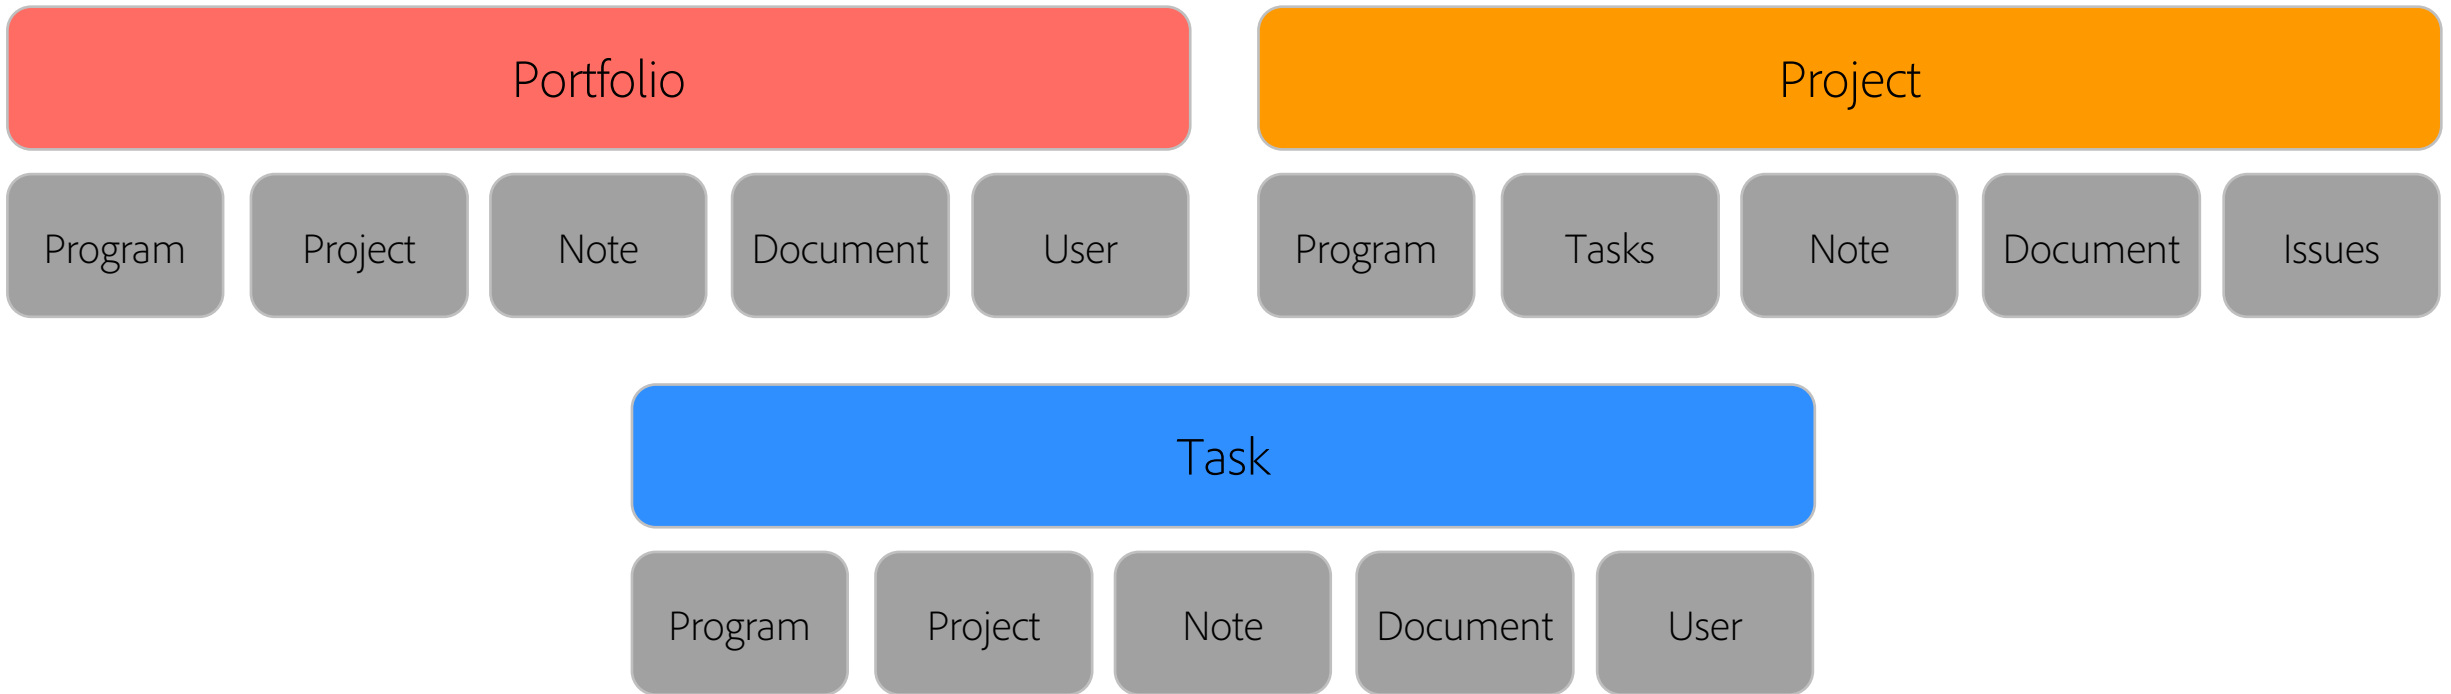 Portfolio
Program
Project
Note
Document
User
Project
Program
Tasks
Note
Document
Issues
Task
Program
Project
Note
Document
User